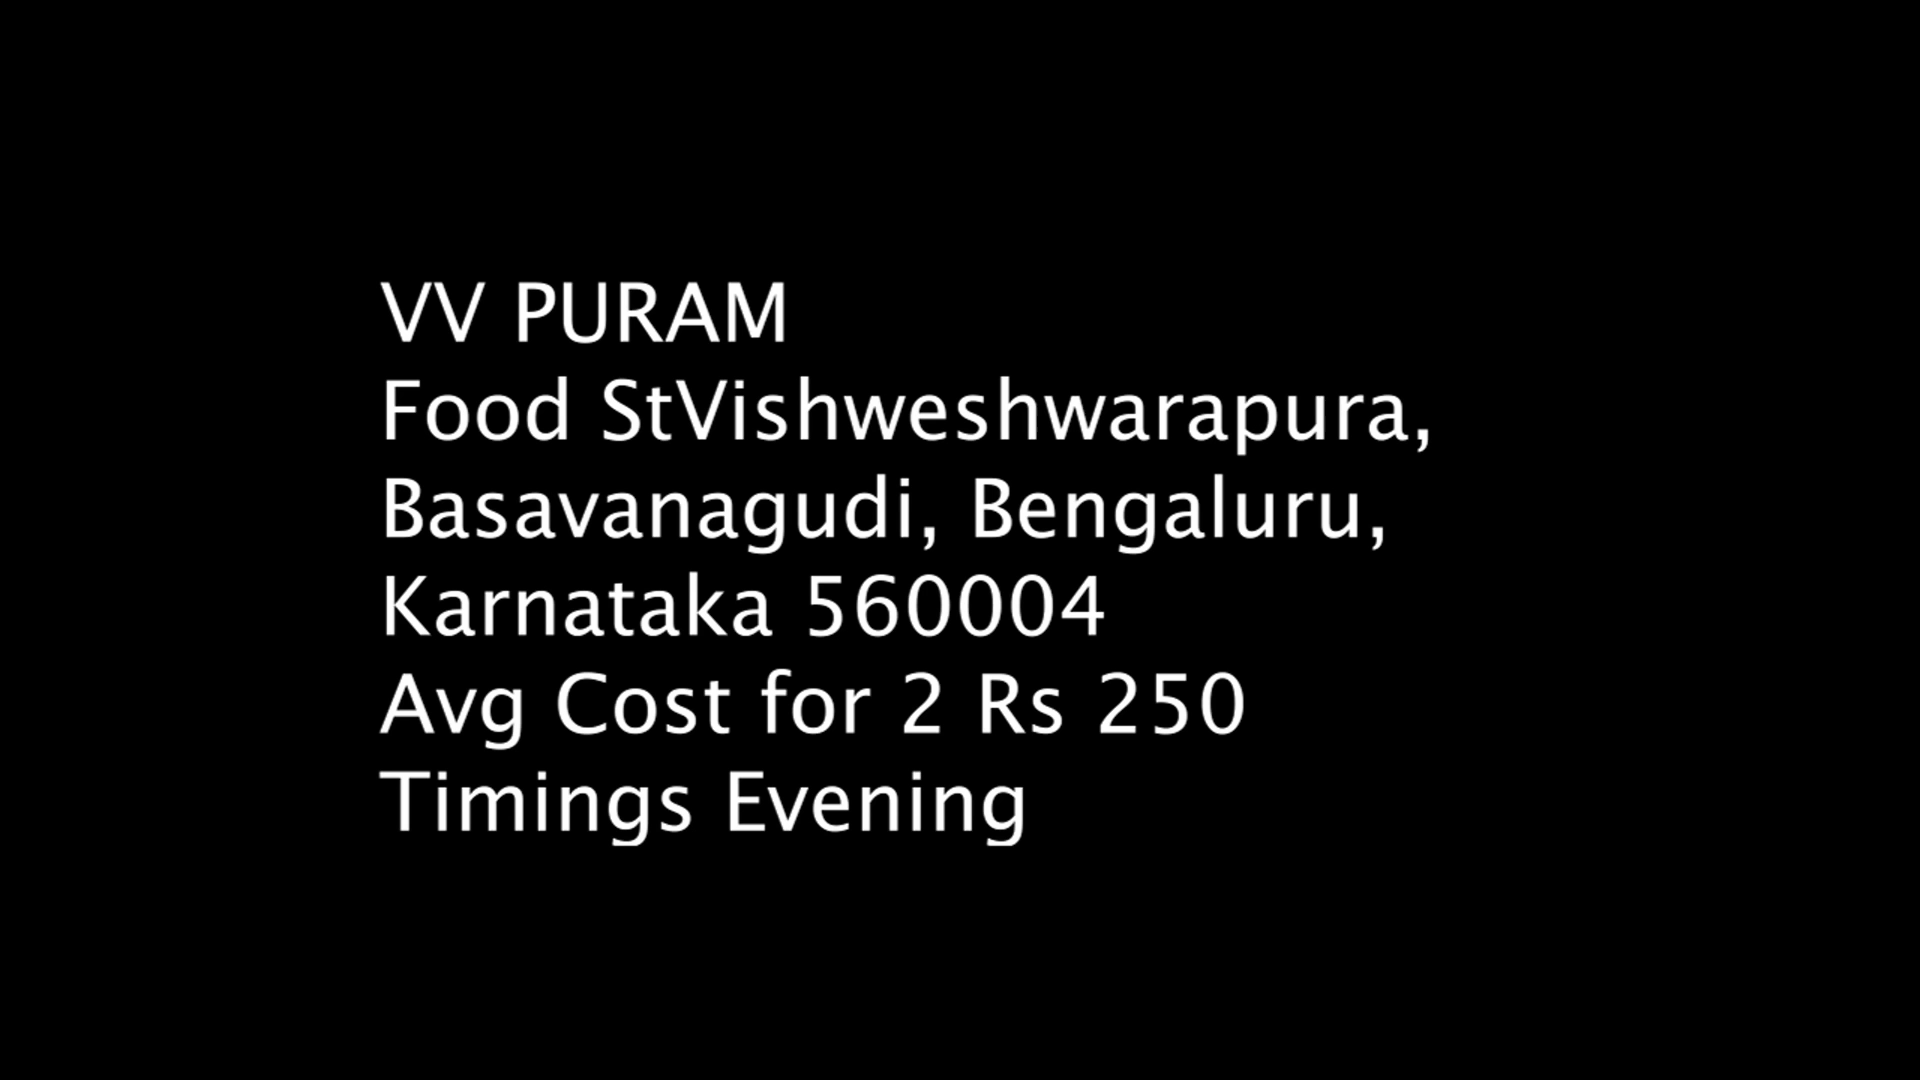 VV PURAM
Food StVishweshwarapura,
Basavanagudi, Bengaluru,
Karnataka 560004
Avg Cost for 2 Rs 250
Timings Evening